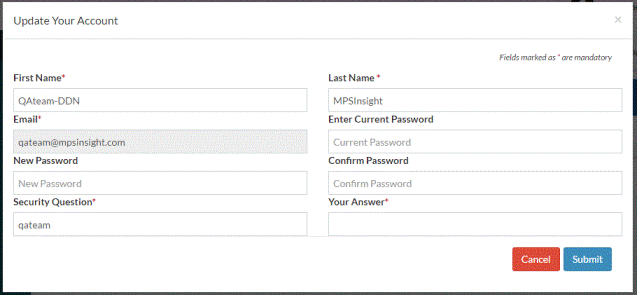 Update Your Account ×
Fields marked as * are mandatory
First Name* Last Name *
QAteam-DDN MPSInsight
Email* Enter Current Password
qateam@mpsinsight.com Current Password
New Password Confirm Password
New Password Confirm Password
Security Question* Your Answer*
qateam
Cancel Submit